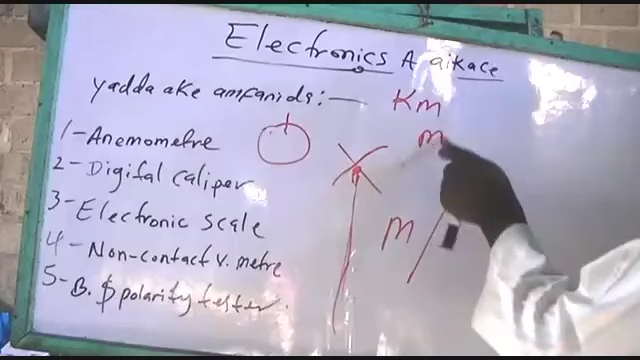 Electronics A aikace
Yadda ake amfanids:—
Km
m
M
1- Anemometre
2- Digital caliper
3- Electronic scale
4- Non-contact v. metre
5- B. $ polarity tester.